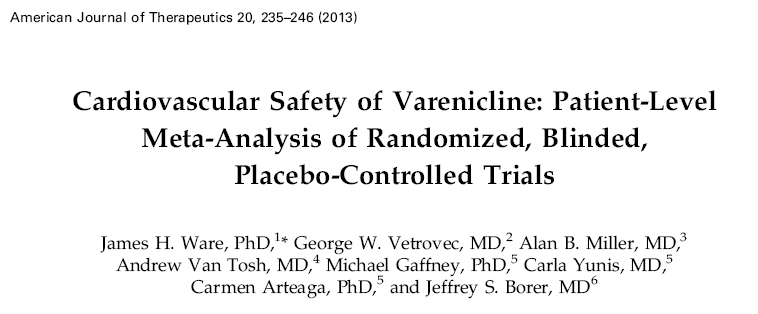 American Journal of Therapeutics 20, 235–246 (2013)
Cardiovascular Safety of Varenicline: Patient-Level
Meta-Analysis of Randomized, Blinded,
Placebo-Controlled Trials
James H. Ware, PhD,¹* George W. Vetrovec, MD,² Alan B. Miller, MD,³
Andrew Van Tosh, MD,⁴ Michael Gaffney, PhD,⁵ Carla Yunis, MD,⁵
Carmen Arteaga, PhD,⁵ and Jeffrey S. Borer, MD⁶